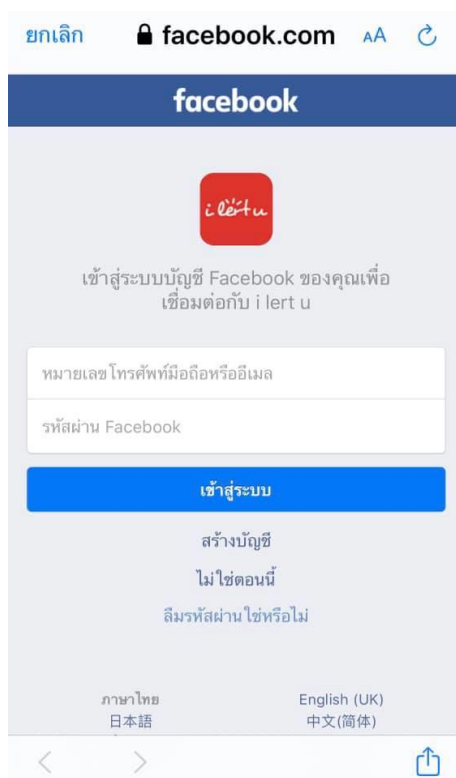 ยกเลิก facebook.com AA
facebook
i lert u
เข้าสู่ระบบบัญชี Facebook ของคุณเพื่อ
เชื่อมต่อกับ i lert u
หมายเลขโทรศัพท์มือถือหรืออีเมล
รหัสผ่าน Facebook
เข้าสู่ระบบ
สร้างบัญชี
ไม่ใช่ตอนนี้
ลืมรหัสผ่านใช่หรือไม่
ภาษาไทย English (UK)
日本語 中文(简体)